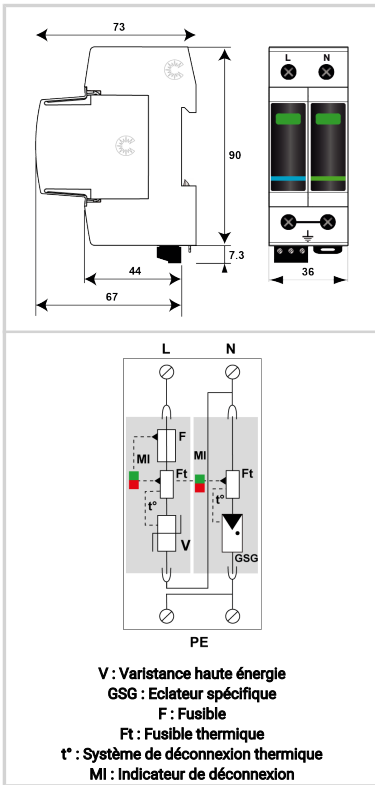 73
L N
90
7.3
44
67
36
L N
F
MI
MI
Ft
Ft
t°
t°
V
GSG
PE
V : Varistance haute énergie
GSG : Eclateur spécifique
F : Fusible
Ft : Fusible thermique
t° : Système de déconnexion thermique
MI : Indicateur de déconnexion